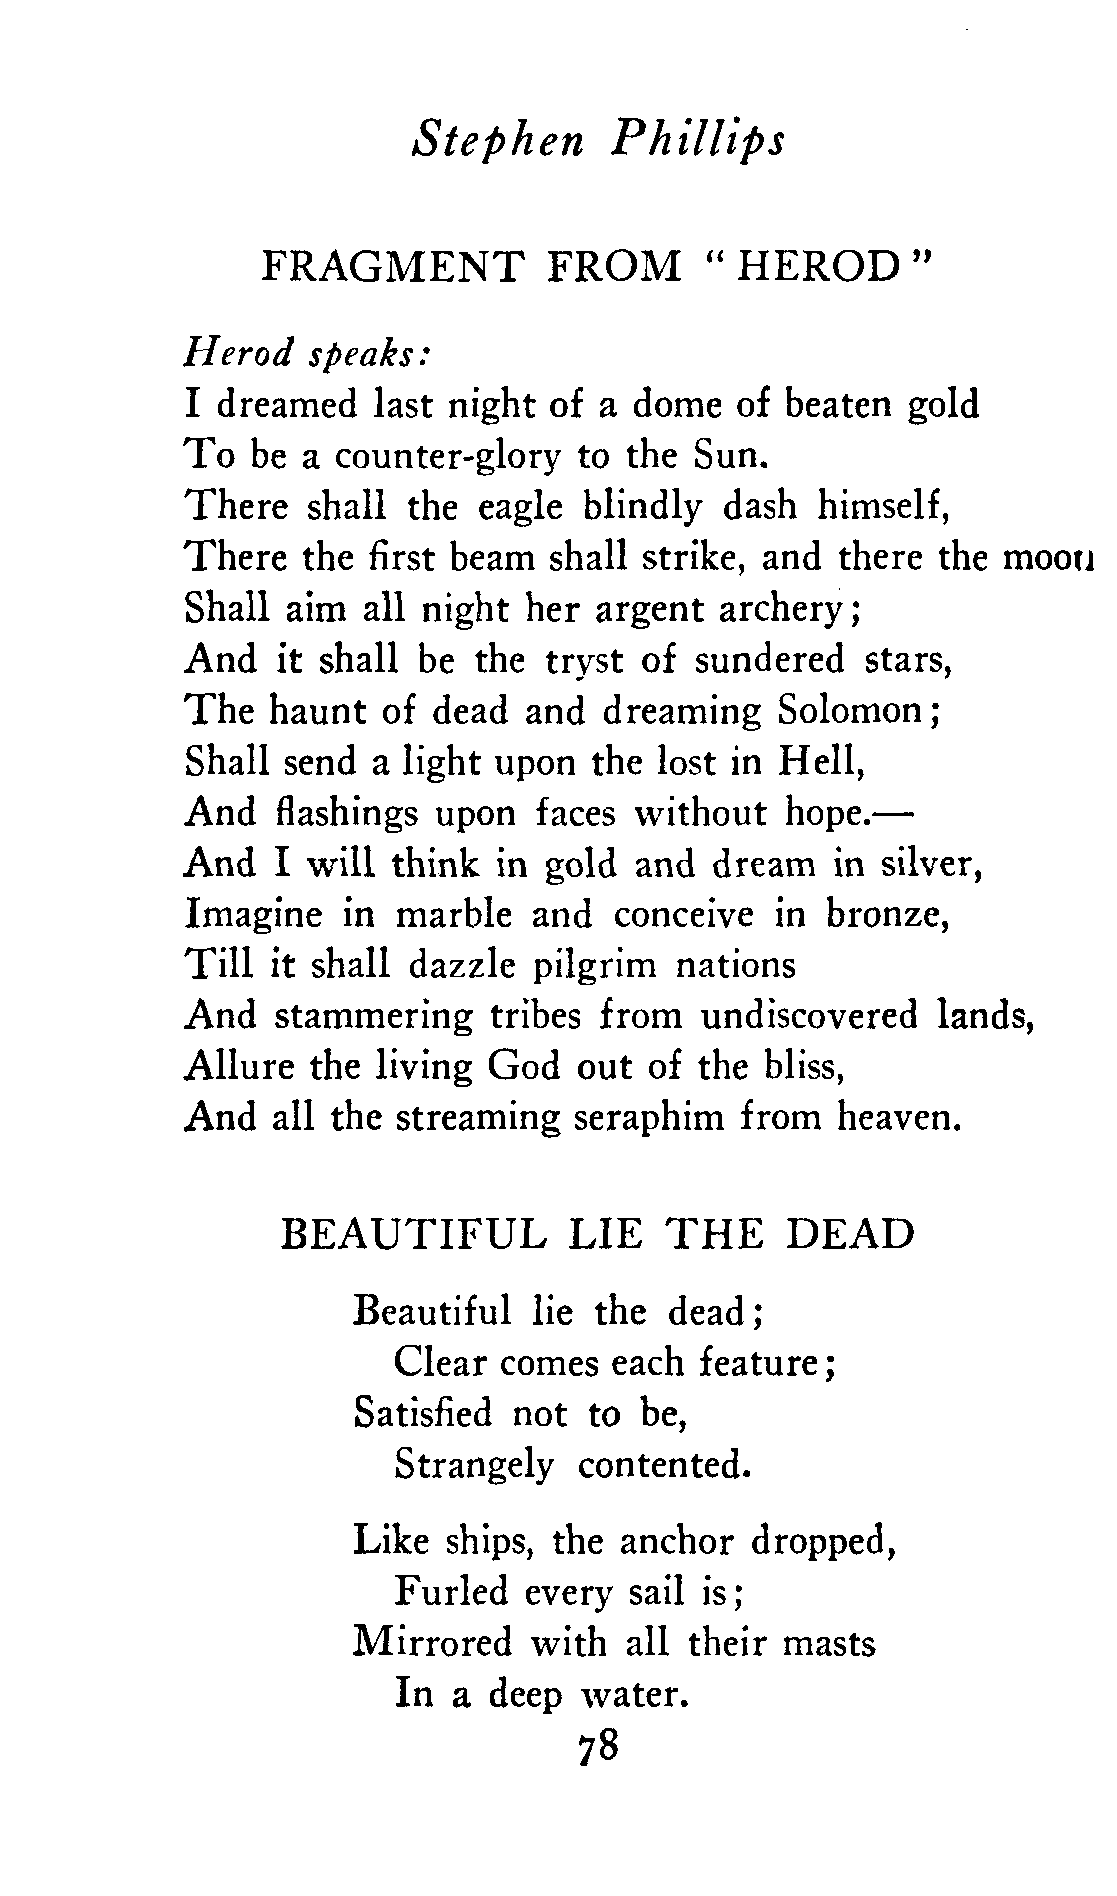 Stephen Phillips
FRAGMENT FROM " HEROD "
Herod speaks:
I dreamed last night of a dome of beaten gold
To be a counter-glory to the Sun.
There shall the eagle blindly dash himself,
There the first beam shall strike, and there the moon
Shall aim all night her argent archery;
And it shall be the tryst of sundered stars,
The haunt of dead and dreaming Solomon;
Shall send a light upon the lost in Hell,
And flashings upon faces without hope.—
And I will think in gold and dream in silver,
Imagine in marble and conceive in bronze,
Till it shall dazzle pilgrim nations
And stammering tribes from undiscovered lands,
Allure the living God out of the bliss,
And all the streaming seraphim from heaven.
BEAUTIFUL LIE THE DEAD
Beautiful lie the dead;
Clear comes each feature;
Satisfied not to be,
Strangely contented.
Like ships, the anchor dropped,
Furled every sail is;
Mirrored with all their masts
In a deep water.
78